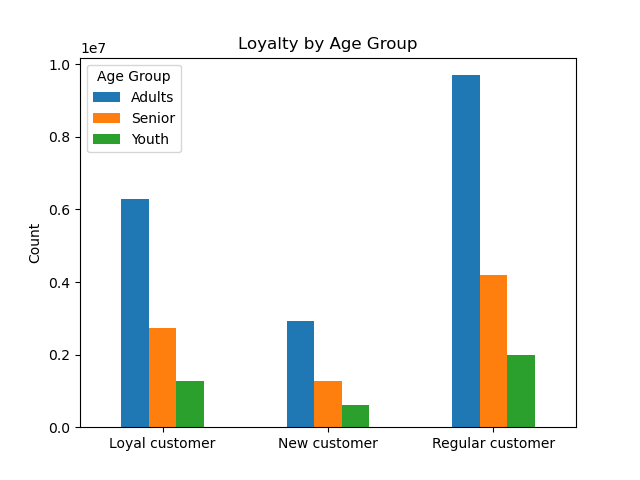 Loyalty by Age Group
1e7
1.0
0.8
0.6
0.4
0.2
0.0
Count
Age Group
Adults
Senior
Youth
Loyal customer
New customer
Regular customer